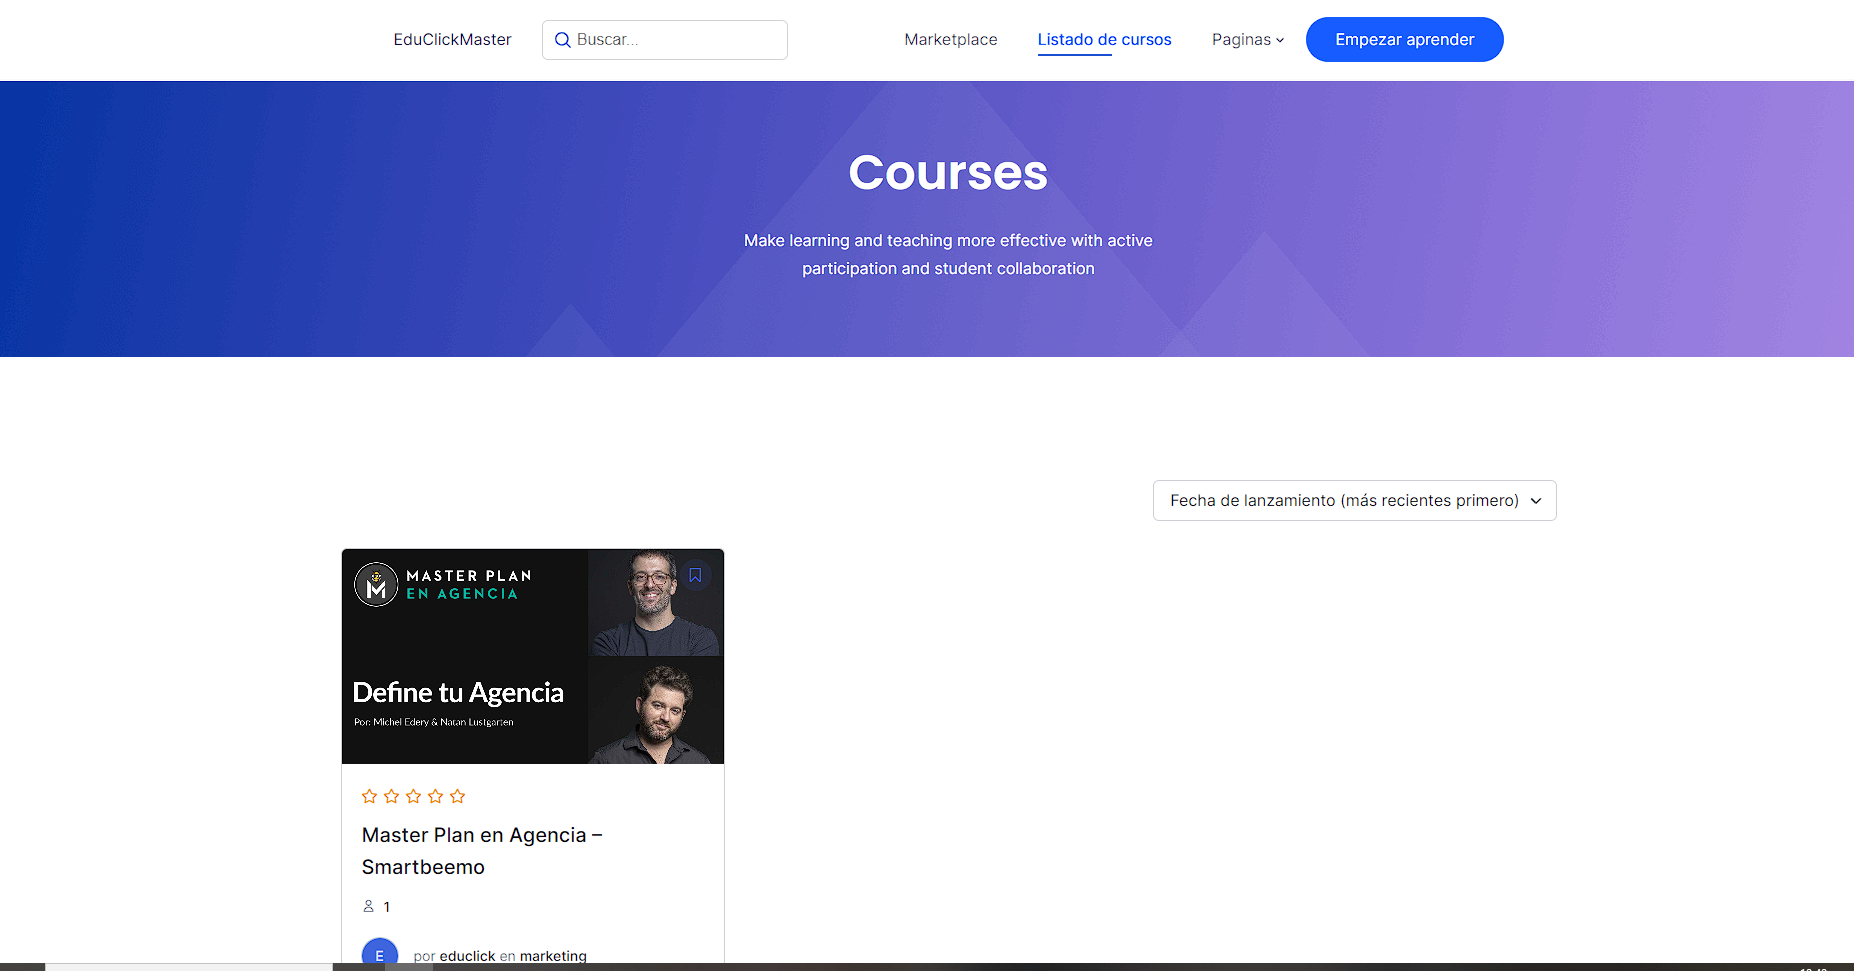 EduClickMaster
Buscar...
Marketplace
Listado de cursos
Paginas
Empezar aprender
Courses
Make learning and teaching more effective with active
participation and student collaboration
Fecha de lanzamiento (más recientes primero)
M
MASTER PLAN
EN AGENCIA
Define tu Agencia
Por: Michel Edery & Natan Lustgarten
Master Plan en Agencia –
Smartbeemo
1
E
por educlick en marketing